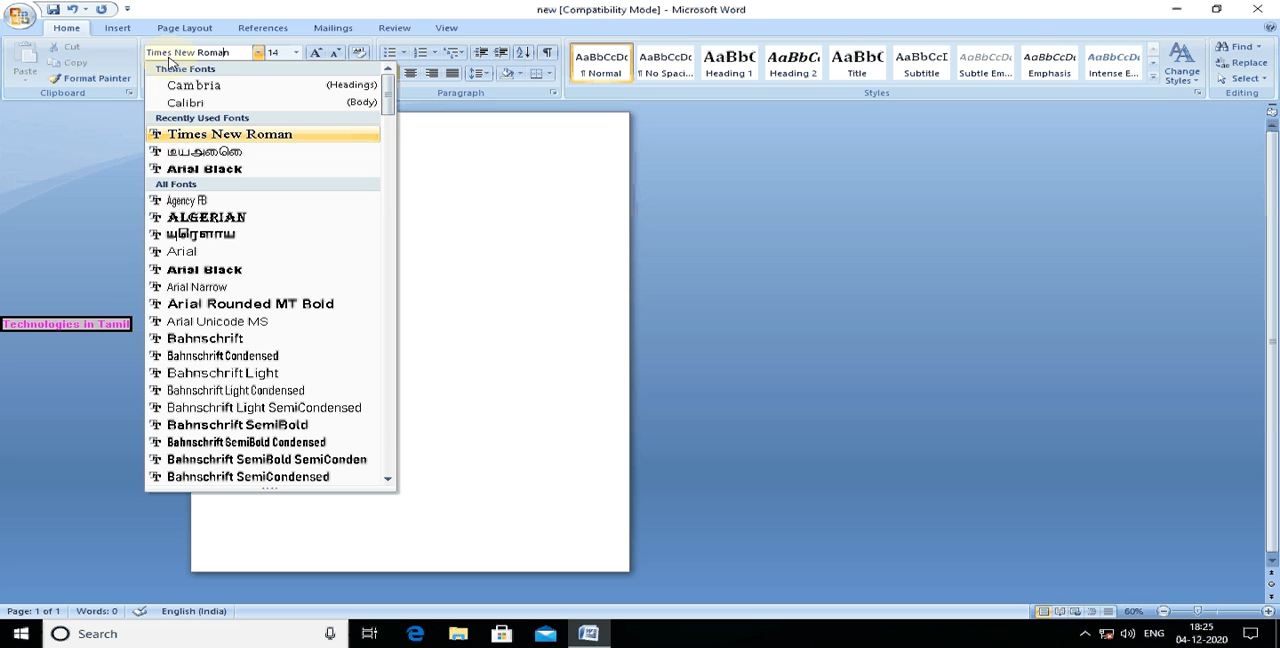 new [Compatibility Mode] - Microsoft Word
Home Insert Page Layout References Mailings Review View
Paste
Cut
Copy
Format Painter
Clipboard
Times New Roman 14
Paragraph
AaBbCcDc AaBbCcDc AaBbC AaBbCc AaBbC AaBbCcI AaBbCcDc AaBbCcDc AaBbCcDc
¶ Normal ¶ No Spaci... Heading 1 Heading 2 Title Subtitle Subtle Em... Emphasis Intense E...
Styles
Change Styles
Find
Replace
Select
Editing
Theme Fonts
Cambria (Headings)
Calibri (Body)
Recently Used Fonts
Times New Roman
Arial Black
All Fonts
Agency FB
ALGERIAN
Arial
Arial Black
Arial Narrow
Arial Rounded MT Bold
Arial Unicode MS
Bahnschrift
Bahnschrift Condensed
Bahnschrift Light
Bahnschrift Light Condensed
Bahnschrift Light SemiCondensed
Bahnschrift SemiBold
Bahnschrift SemiBold Condensed
Bahnschrift SemiBold SemiConden
Bahnschrift SemiCondensed
Technologies in Tamil
Page: 1 of 1 Words: 0 English (India) 60%
Search ENG 18:25
04-12-2020